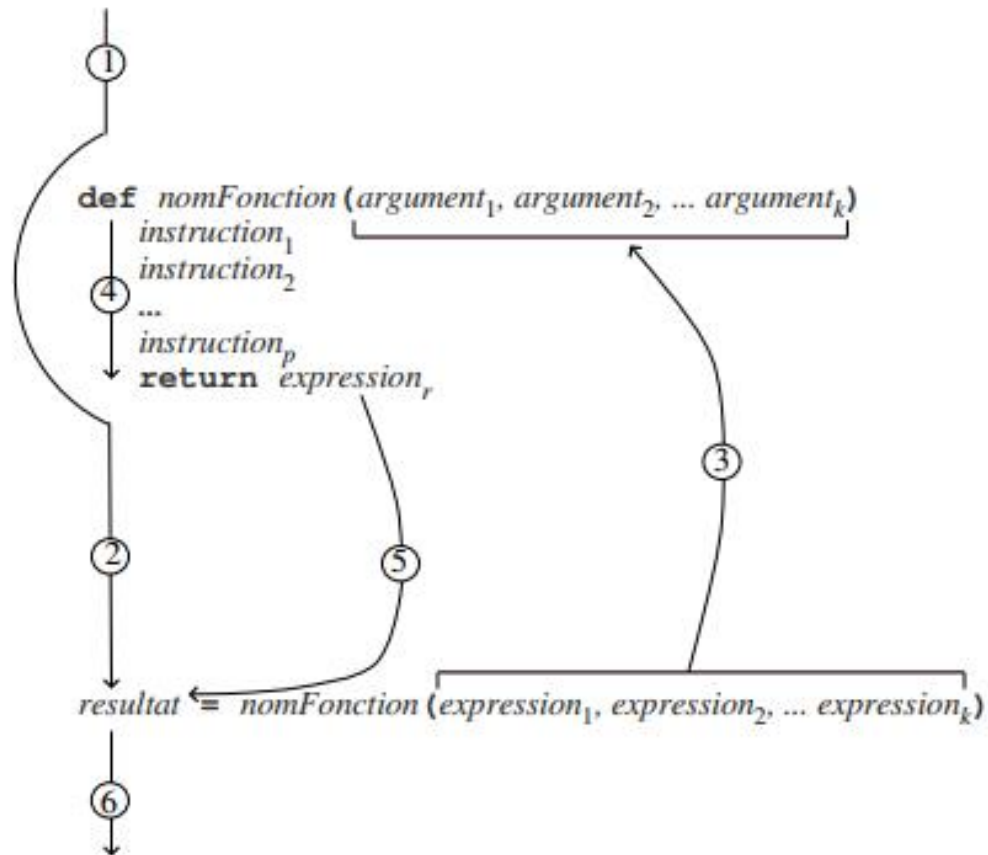 1
def nomFonction(argument₁, argument₂, ... argumentₖ)
instruction₁
instruction₂
4
...
instructionₚ
return expressionᵣ
3
2
5
resultat = nomFonction(expression₁, expression₂, ... expressionₖ)
6